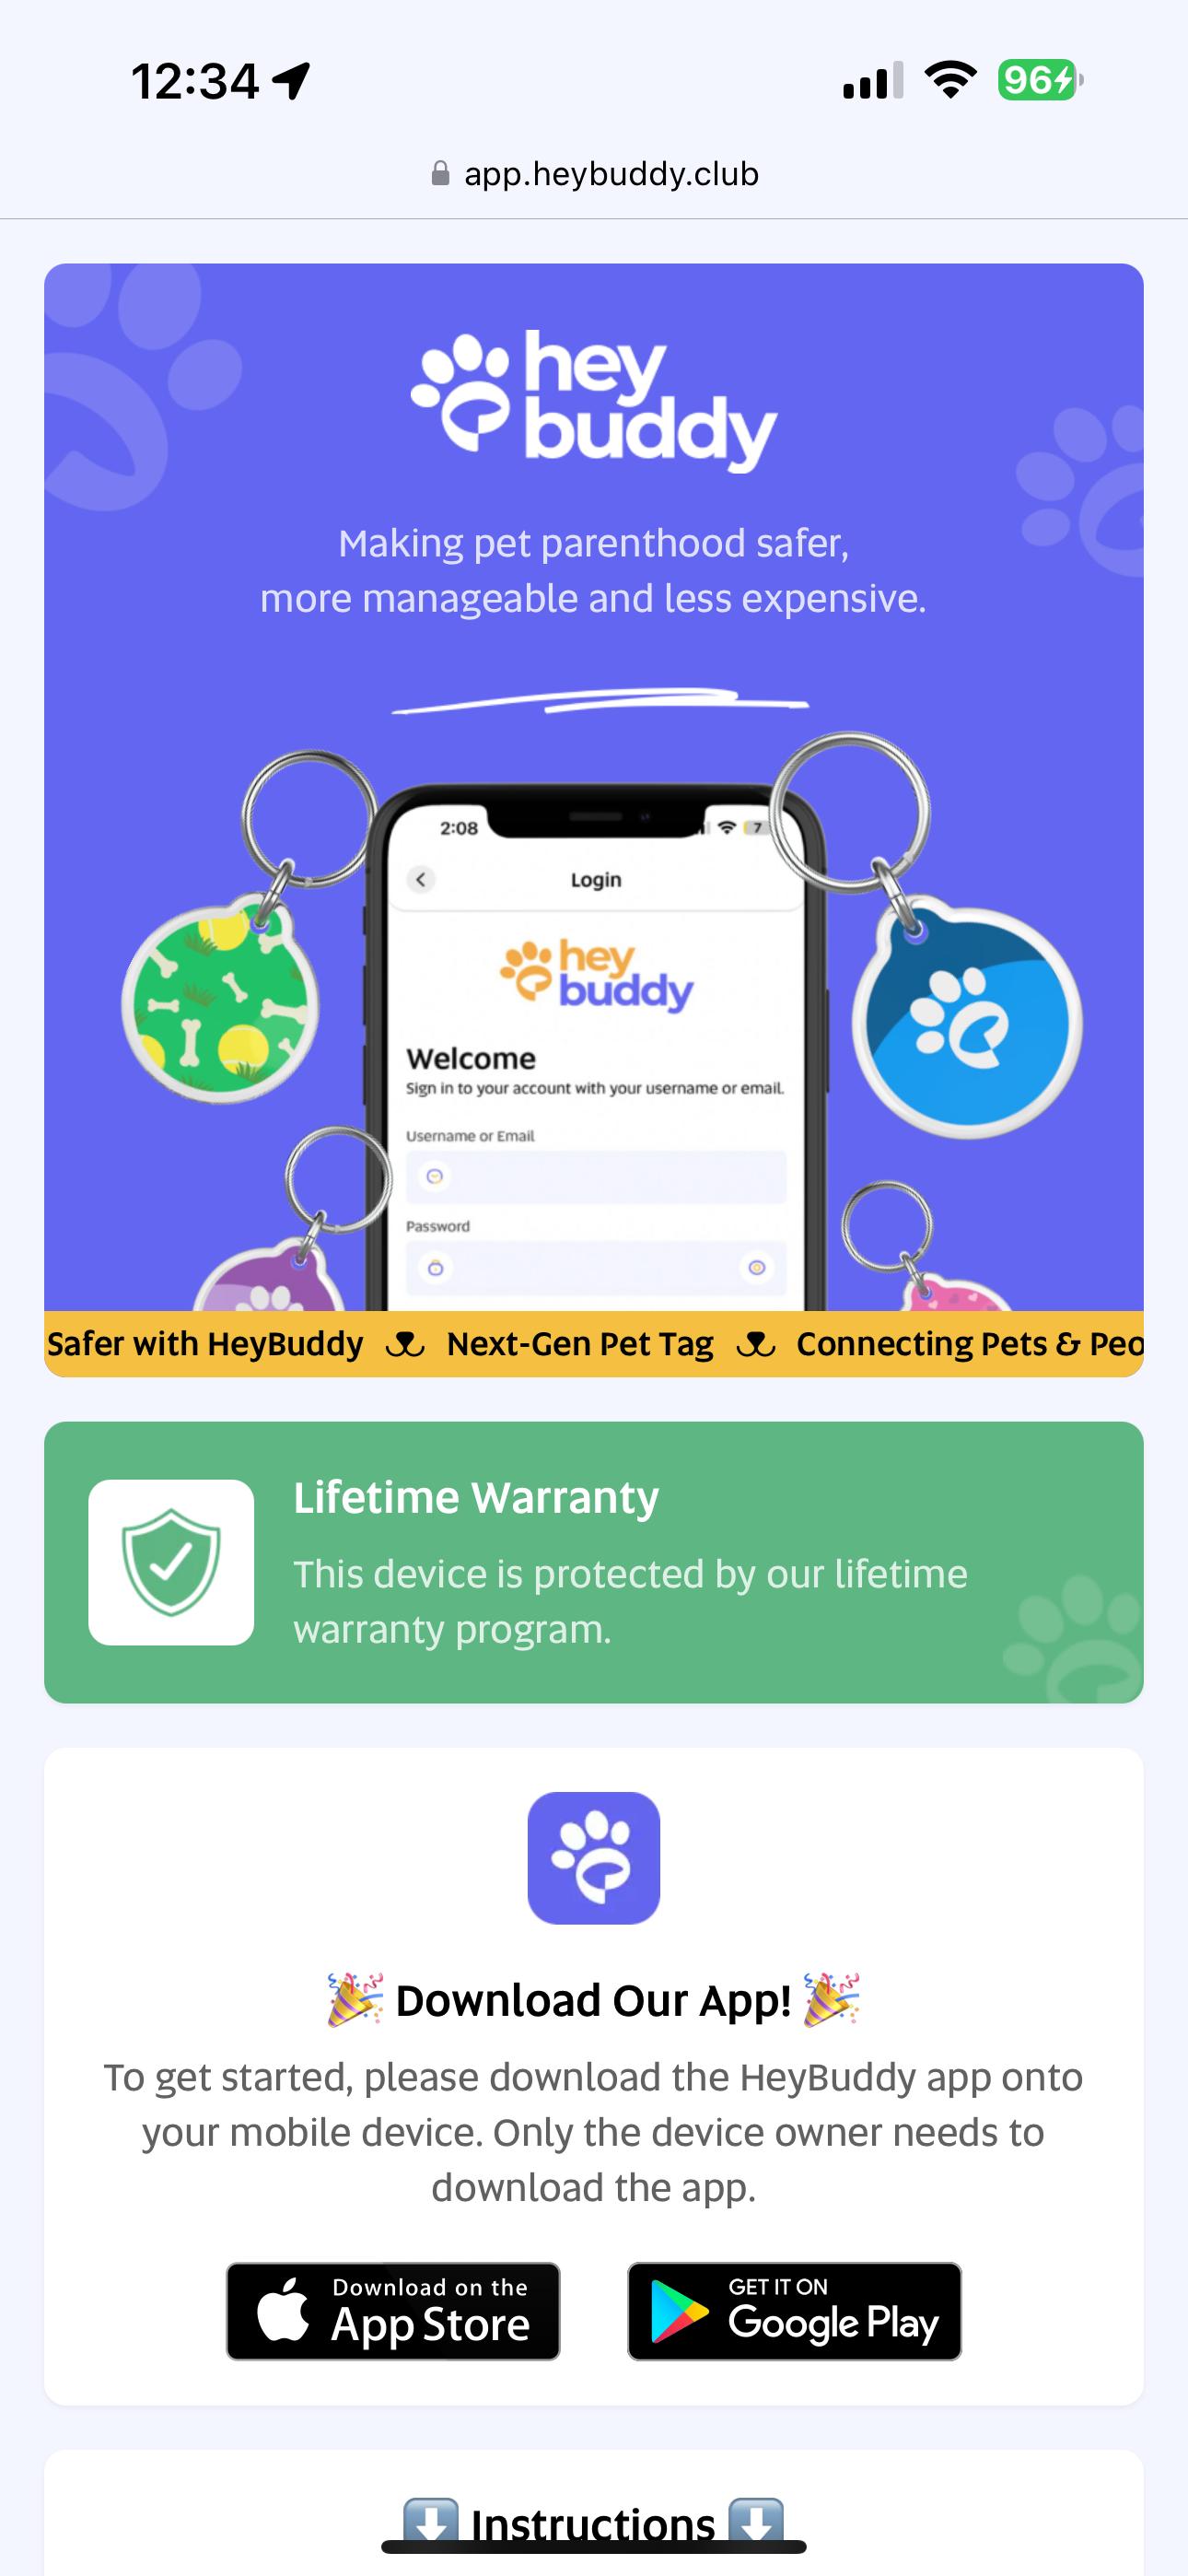 12:34
96
app.heybuddy.club
hey
buddy
Making pet parenthood safer,
more manageable and less expensive.
2:08
7
Login
hey
buddy
Welcome
Sign in to your account with your username or email.
Username or Email
Password
Safer with HeyBuddy Next-Gen Pet Tag Connecting Pets & Peo
Lifetime Warranty
This device is protected by our lifetime
warranty program.
🎉 Download Our App! 🎉
To get started, please download the HeyBuddy app onto
your mobile device. Only the device owner needs to
download the app.
Download on the
App Store
GET IT ON
Google Play
⬇️ Instructions ⬇️